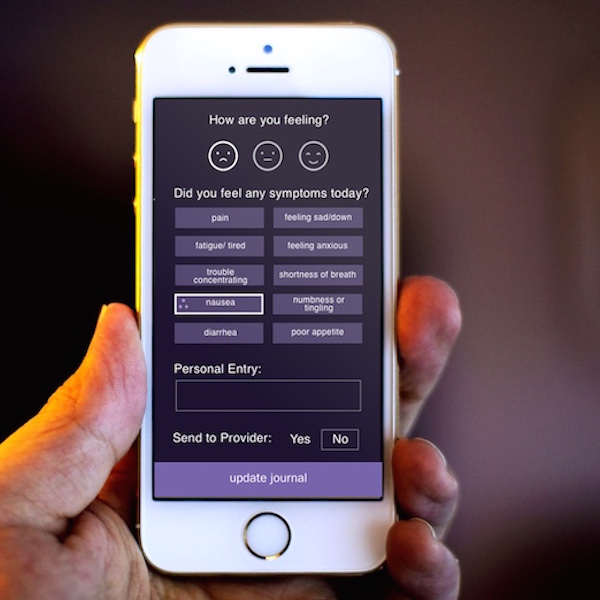 How are you feeling?
Did you feel any symptoms today?
pain
feeling sad/down
fatigue/ tired
feeling anxious
trouble
concentrating
shortness of breath
nausea
numbness or
tingling
diarrhea
poor appetite
Personal Entry:
Send to Provider: Yes No
update journal